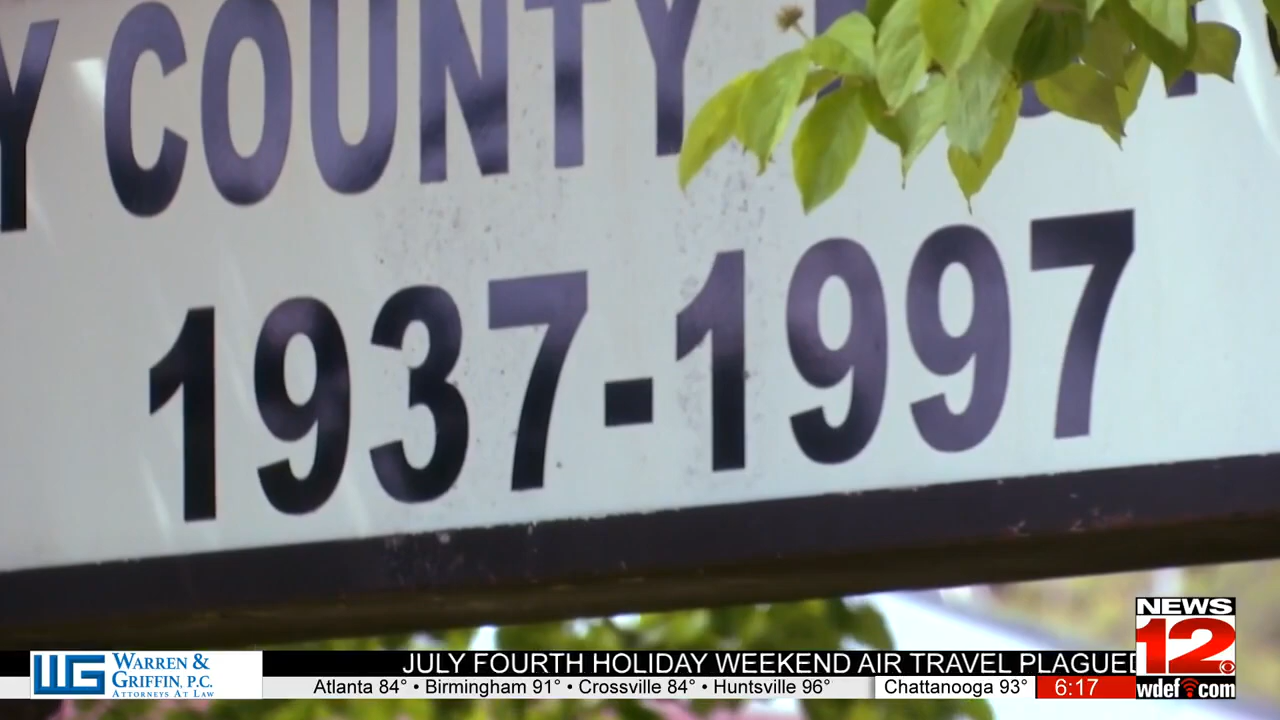 Y COUNTY
1937-1997
NEWS
12
wdef.com
WG WARREN &
GRIFFIN, P.C.
ATTORNEYS AT LAW
JULY FOURTH HOLIDAY WEEKEND AIR TRAVEL PLAGUED
Atlanta 84° • Birmingham 91° • Crossville 84° • Huntsville 96° Chattanooga 93° 6:17